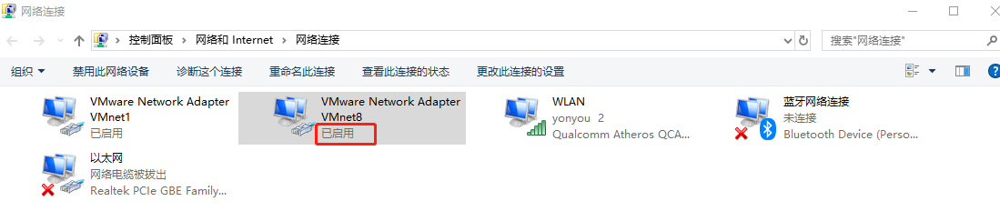 网络连接
控制面板 > 网络和 Internet > 网络连接
搜索"网络连接"
组织 禁用此网络设备 诊断这个连接 重命名此连接 查看此连接的状态 更改此连接的设置
VMware Network Adapter
VMnet1
已启用
VMware Network Adapter
VMnet8
已启用
WLAN
yonyou 2
Qualcomm Atheros QCA...
蓝牙网络连接
未连接
Bluetooth Device (Perso...
以太网
网络电缆被拔出
Realtek PCIe GBE Family...